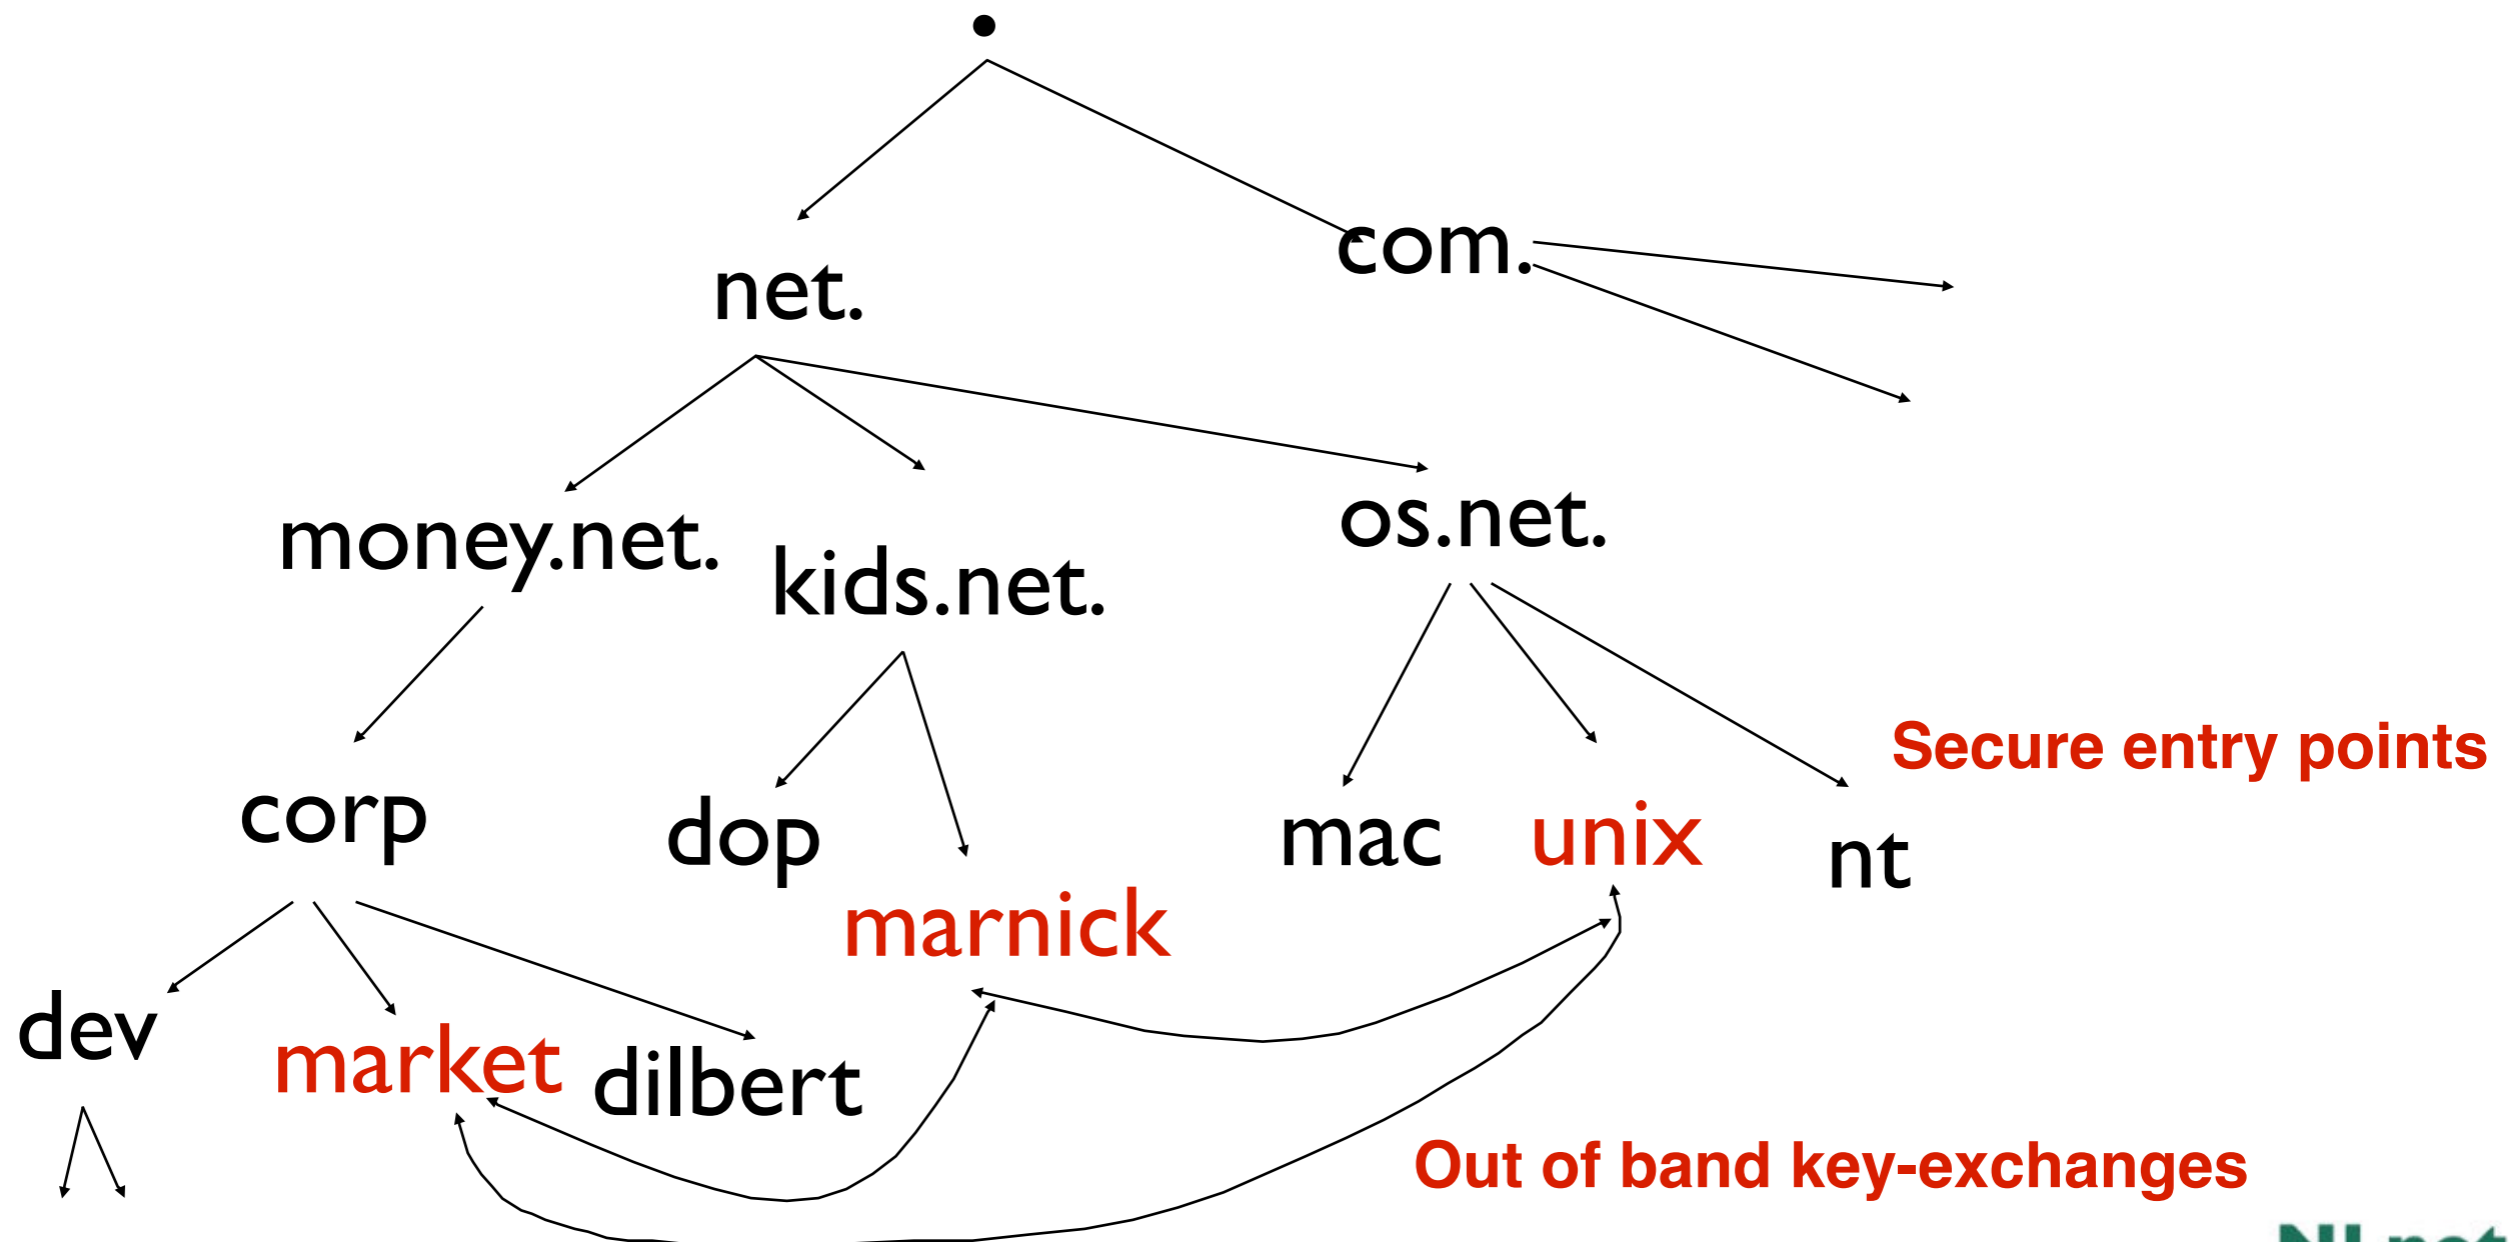 •
com.
net.
os.net.
money.net.
kids.net.
Secure entry points
corp
dop
mac
unix
nt
marnick
dev
market
dilbert
Out of band key-exchanges